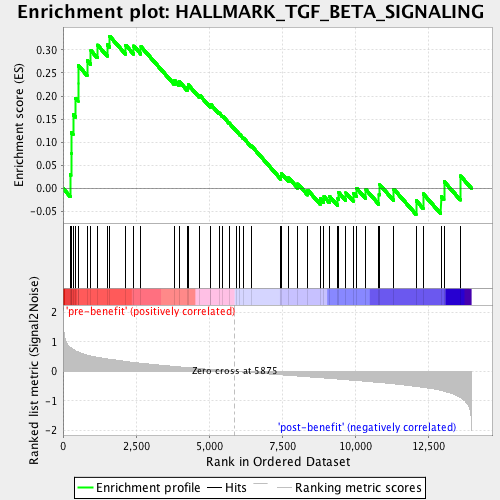 Enrichment plot: HALLMARK_TGF_BETA_SIGNALING
Enrichment score (ES)
0.30
0.25
0.20
0.15
0.10
0.05
0.00
-0.05
Ranked list metric (Signal2Noise)
2
1
0
-1
-2
'pre-benefit' (positively correlated)
Zero cross at 5875
'post-benefit' (negatively correlated)
0
2,500
5,000
7,500
10,000
12,500
Rank in Ordered Dataset
Enrichment profile
Hits
Ranking metric scores